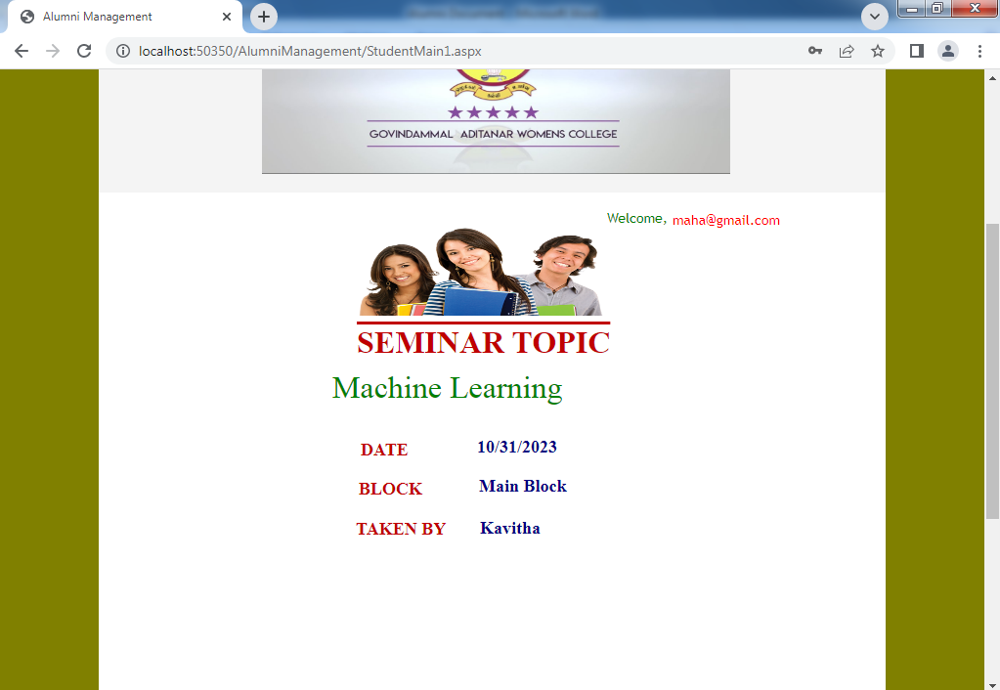 Alumni Management
localhost:50350/AlumniManagement/StudentMain1.aspx
GOVINDAMMAL ADITANAR WOMENS COLLEGE
Welcome, maha@gmail.com
SEMINAR TOPIC
Machine Learning
DATE 10/31/2023
BLOCK Main Block
TAKEN BY Kavitha